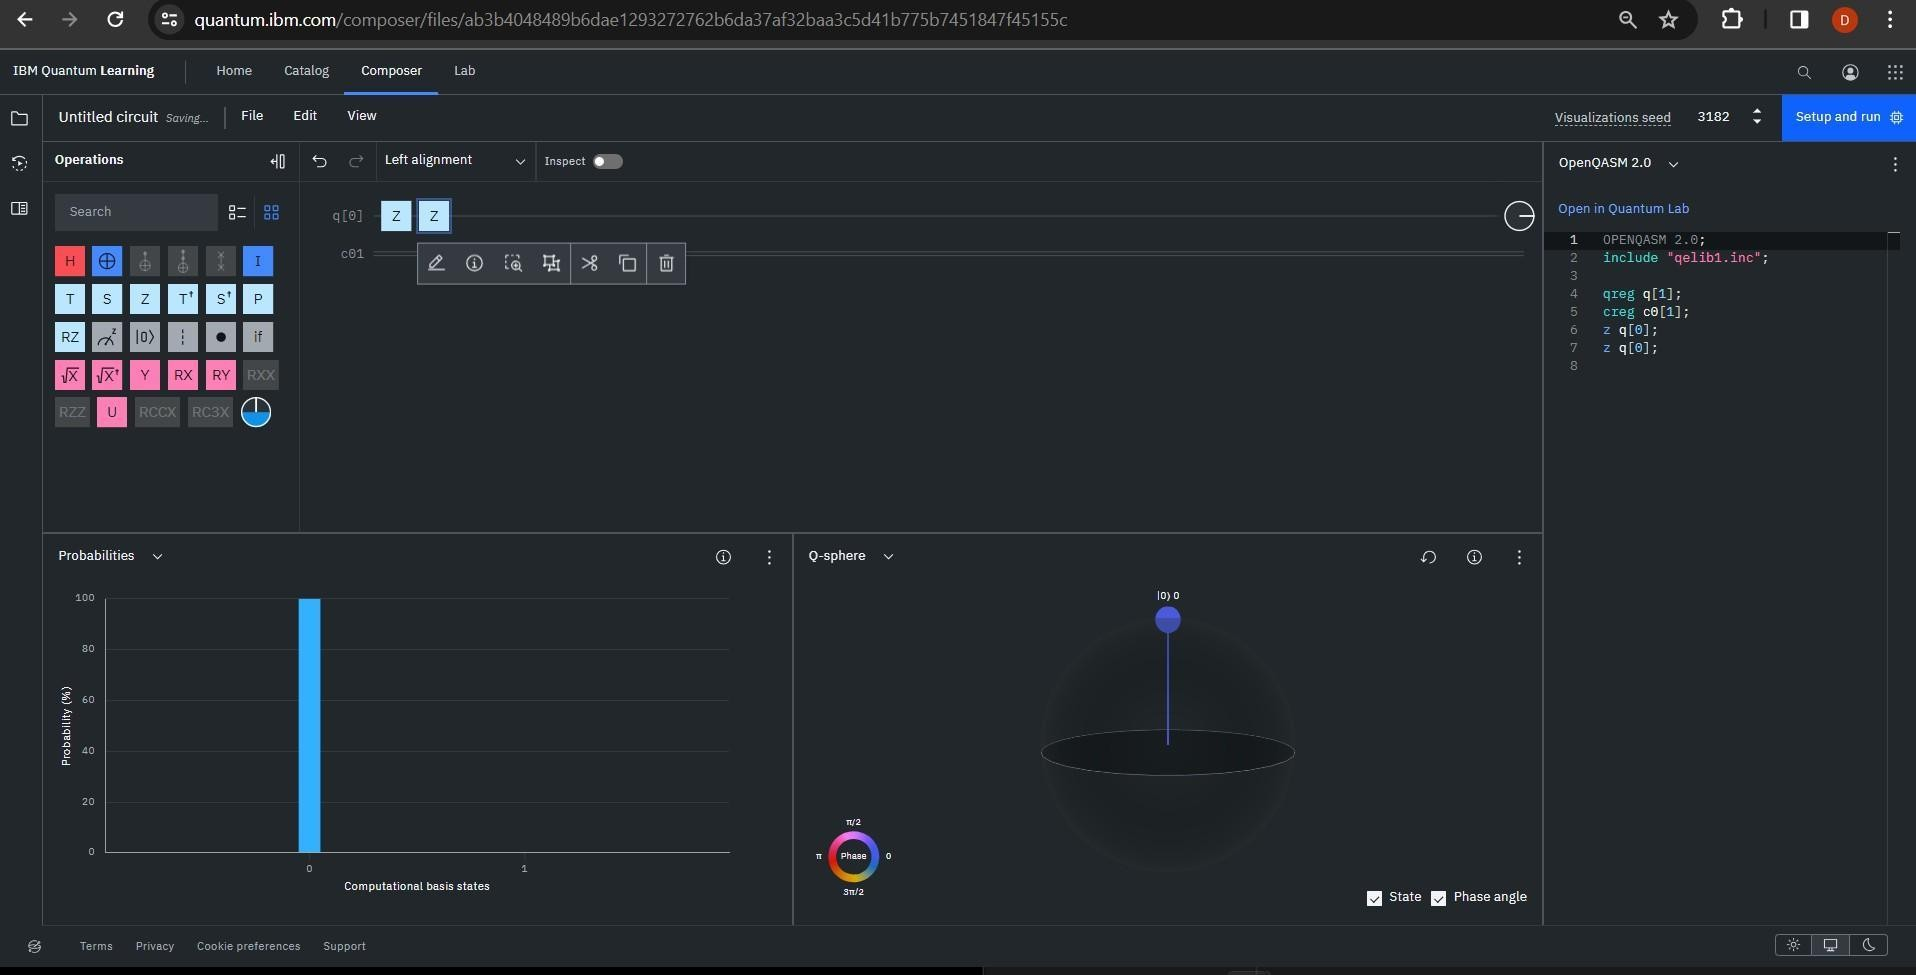 quantum.ibm.com/composer/files/ab3b4048489b6dae1293272762b6da37af32baa3c5d41b775b7451847f45155c
D
IBM Quantum Learning
Home
Catalog
Composer
Lab
Untitled circuit Saving...
File
Edit
View
Visualizations seed
3182
Setup and run
Operations
Left alignment
Inspect
OpenQASM 2.0
Search
Open in Quantum Lab
q[0]
Z
Z
c01
H
I
T
S
Z
T†
S†
P
RZ
z
|0⟩
if
√X
√X†
Y
RX
RY
RXX
RZZ
U
RCCX
RC3X
1 OPENQASM 2.0;
2 include "qelib1.inc";
3
4 qreg q[1];
5 creg c0[1];
6 z q[0];
7 z q[0];
8
Probabilities
100
80
60
40
20
0
Probability (%)
0
1
Computational basis states
Q-sphere
|0⟩ 0
π/2
π
Phase
0
3π/2
State
Phase angle
Terms
Privacy
Cookie preferences
Support